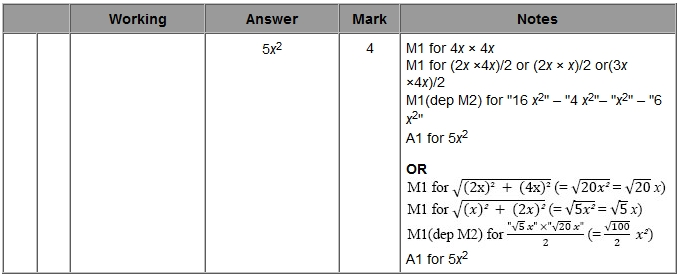 Working Answer Mark Notes
5x² 4 M1 for 4x × 4x
M1 for (2x ×4x)/2 or (2x × x)/2 or(3x
×4x)/2
M1(dep M2) for "16 x²" – "4 x²"– "x²" – "6
x²"
A1 for 5x²
OR
M1 for √((2x)² + (4x)²) (= √(20x²) = √20 x)
M1 for √((x)² + (2x)²) (= √(5x²) = √5 x)
M1(dep M2) for ("√5 x"×"√20 x")/2 (= √100/2 x²)
A1 for 5x²